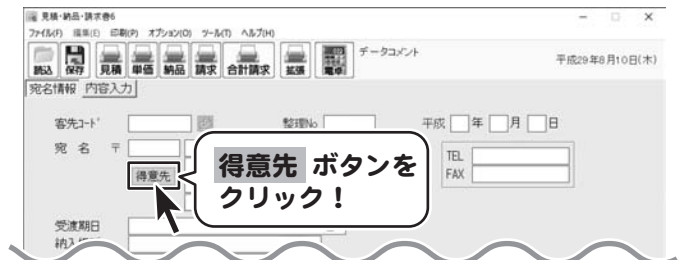 見積・納品・請求書6
ファイル(F) 編集(E) 印刷(P) オプション(O) ツール(T) ヘルプ(H)
読込 保存 見積 単価 納品 請求 合計請求 拡張 電卓 データコメント 平成29年8月10日(木)
宛名情報 内容入力
客先コード 整理No 平成 年 月 日
宛 名 〒 TEL
得意先 FAX
得意先 ボタンを
クリック！
受渡期日